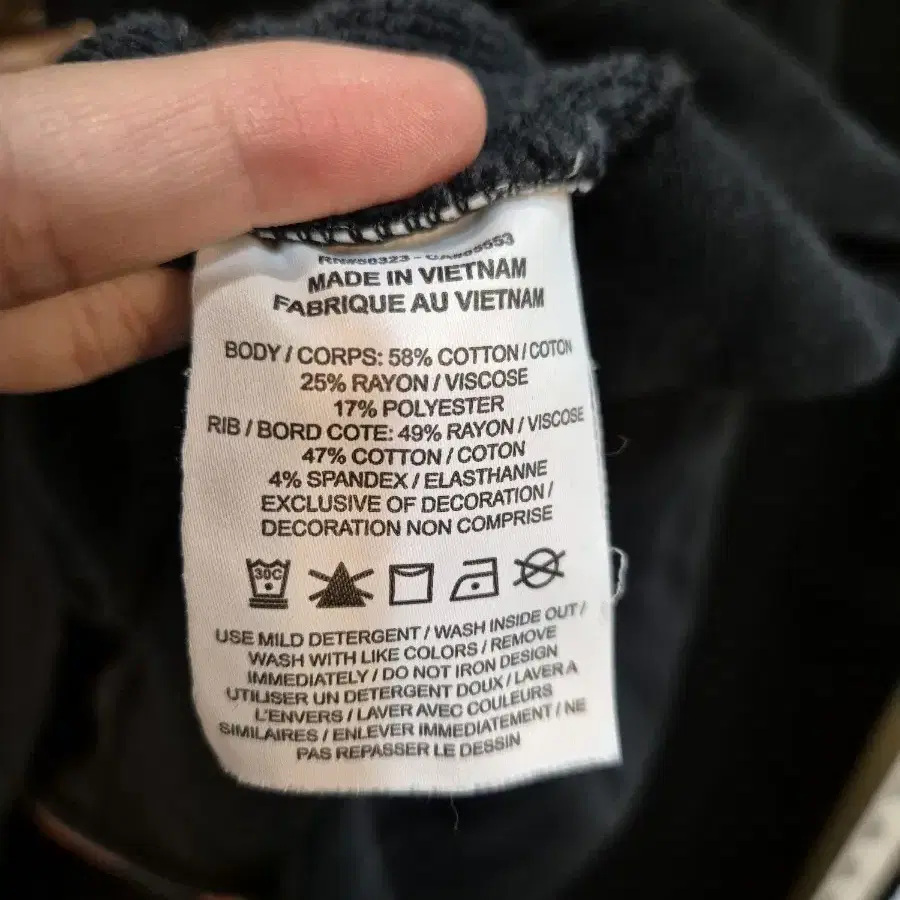 MADE IN VIETNAM
FABRIQUE AU VIETNAM
BODY / CORPS: 58% COTTON / COTON
25% RAYON / VISCOSE
17% POLYESTER
RIB / BORD COTE: 49% RAYON / VISCOSE
47% COTTON / COTON
4% SPANDEX / ELASTHANNE
EXCLUSIVE OF DECORATION /
DECORATION NON COMPRISE
30C
USE MILD DETERGENT / WASH INSIDE OUT /
WASH WITH LIKE COLORS / REMOVE
IMMEDIATELY / DO NOT IRON DESIGN
UTILISER UN DETERGENT DOUX / LAVER A
L'ENVERS / LAVER AVEC COULEURS
SIMILAIRES / ENLEVER IMMEDIATEMENT / NE
PAS REPASSER LE DESSIN